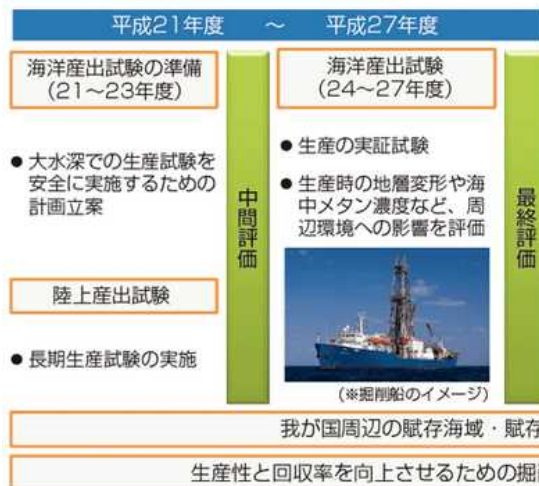 平成21年度 ～ 平成27年度
海洋産出試験の準備
(21～23年度)
● 大水深での生産試験を
安全に実施するための
計画立案
陸上産出試験
● 長期生産試験の実施
中間評価
海洋産出試験
(24～27年度)
● 生産の実証試験
● 生産時の地層変形や海
中メタン濃度など、周
辺環境への影響を評価
(※掘削船のイメージ)
最終評価
我が国周辺の賦存海域・賦存
生産性と回収率を向上させるための掘